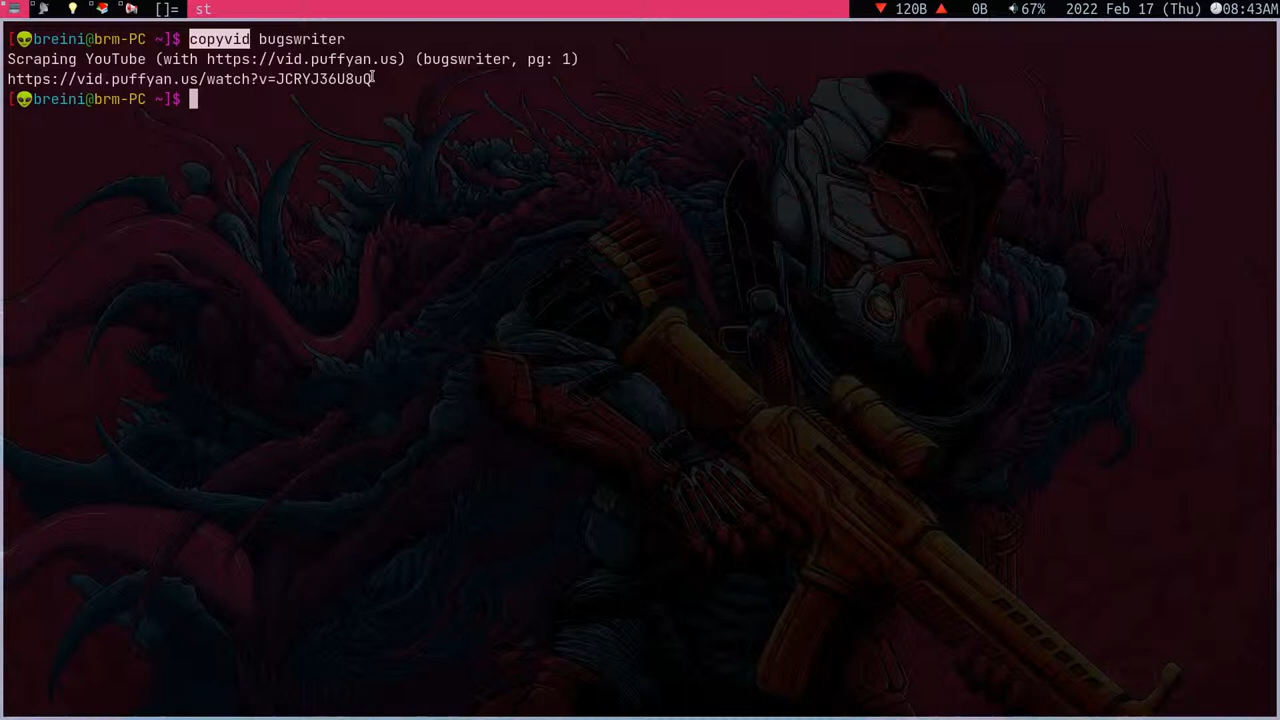 []= st 120B 0B 67% 2022 Feb 17 (Thu) 08:43AM
[breini@brm-PC ~]$ copyvid bugswriter
Scraping YouTube (with https://vid.puffyan.us) (bugswriter, pg: 1)
https://vid.puffyan.us/watch?v=JCRYJ36U8uQ
[breini@brm-PC ~]$